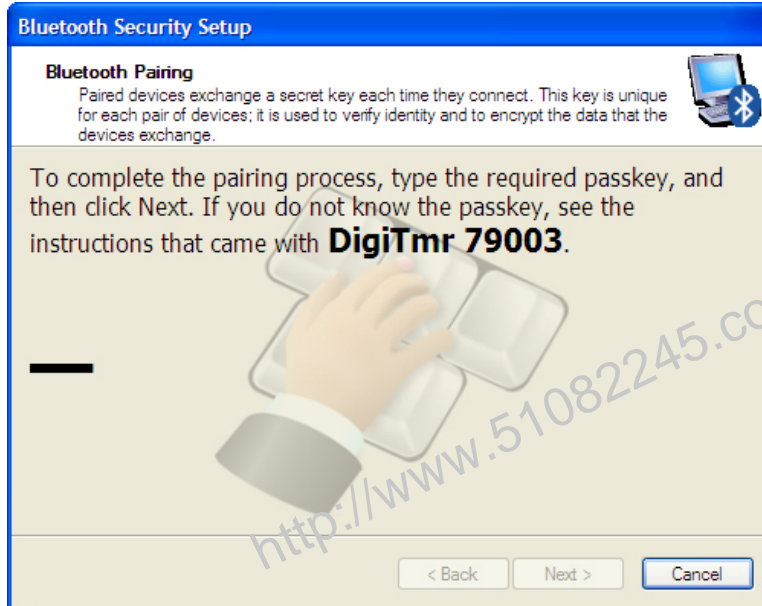 Bluetooth Security Setup
Bluetooth Pairing
Paired devices exchange a secret key each time they connect. This key is unique
for each pair of devices; it is used to verify identity and to encrypt the data that the
devices exchange.
To complete the pairing process, type the required passkey, and
then click Next. If you do not know the passkey, see the
instructions that came with DigiTmr 79003.
http://www.51082245.co
< Back
Next >
Cancel